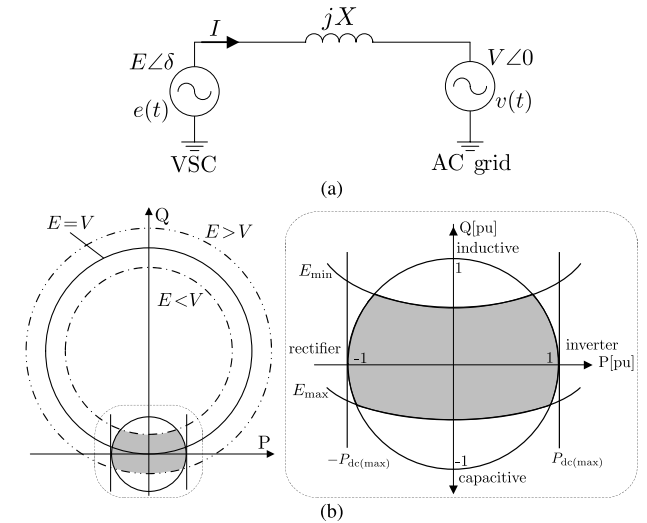 jX
I
E∠δ
V∠0
e(t)
v(t)
VSC
AC grid
(a)
Q
E=V
E>V
E<V
P
Q[pu]
inductive
1
E_min
rectifier
inverter
-1
1
P[pu]
E_max
-1
−P_dc(max)
P_dc(max)
capacitive
(b)